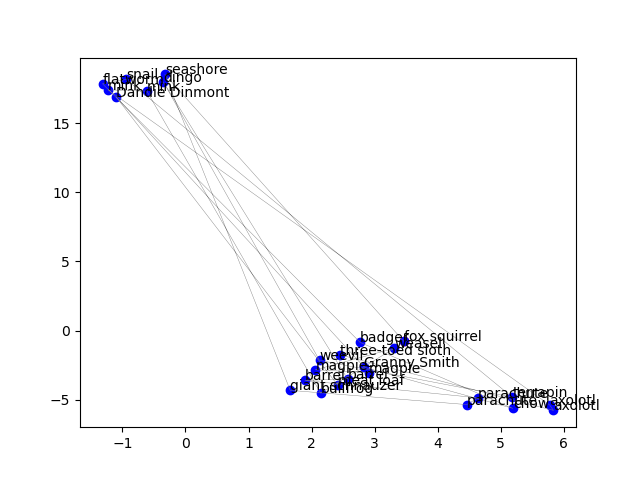 seashore
snail
dingo
flatworm
mink
mink
Dandie Dinmont
15
10
5
0
badger
fox squirrel
weasel
three-toed sloth
weevil
Granny Smith
magpie
magpie
barrel
barrel
giant schnauzer
bullfrog
parachute
terrapin
parachute
chow
axolotl
axolotl
−5
−1
0
1
2
3
4
5
6